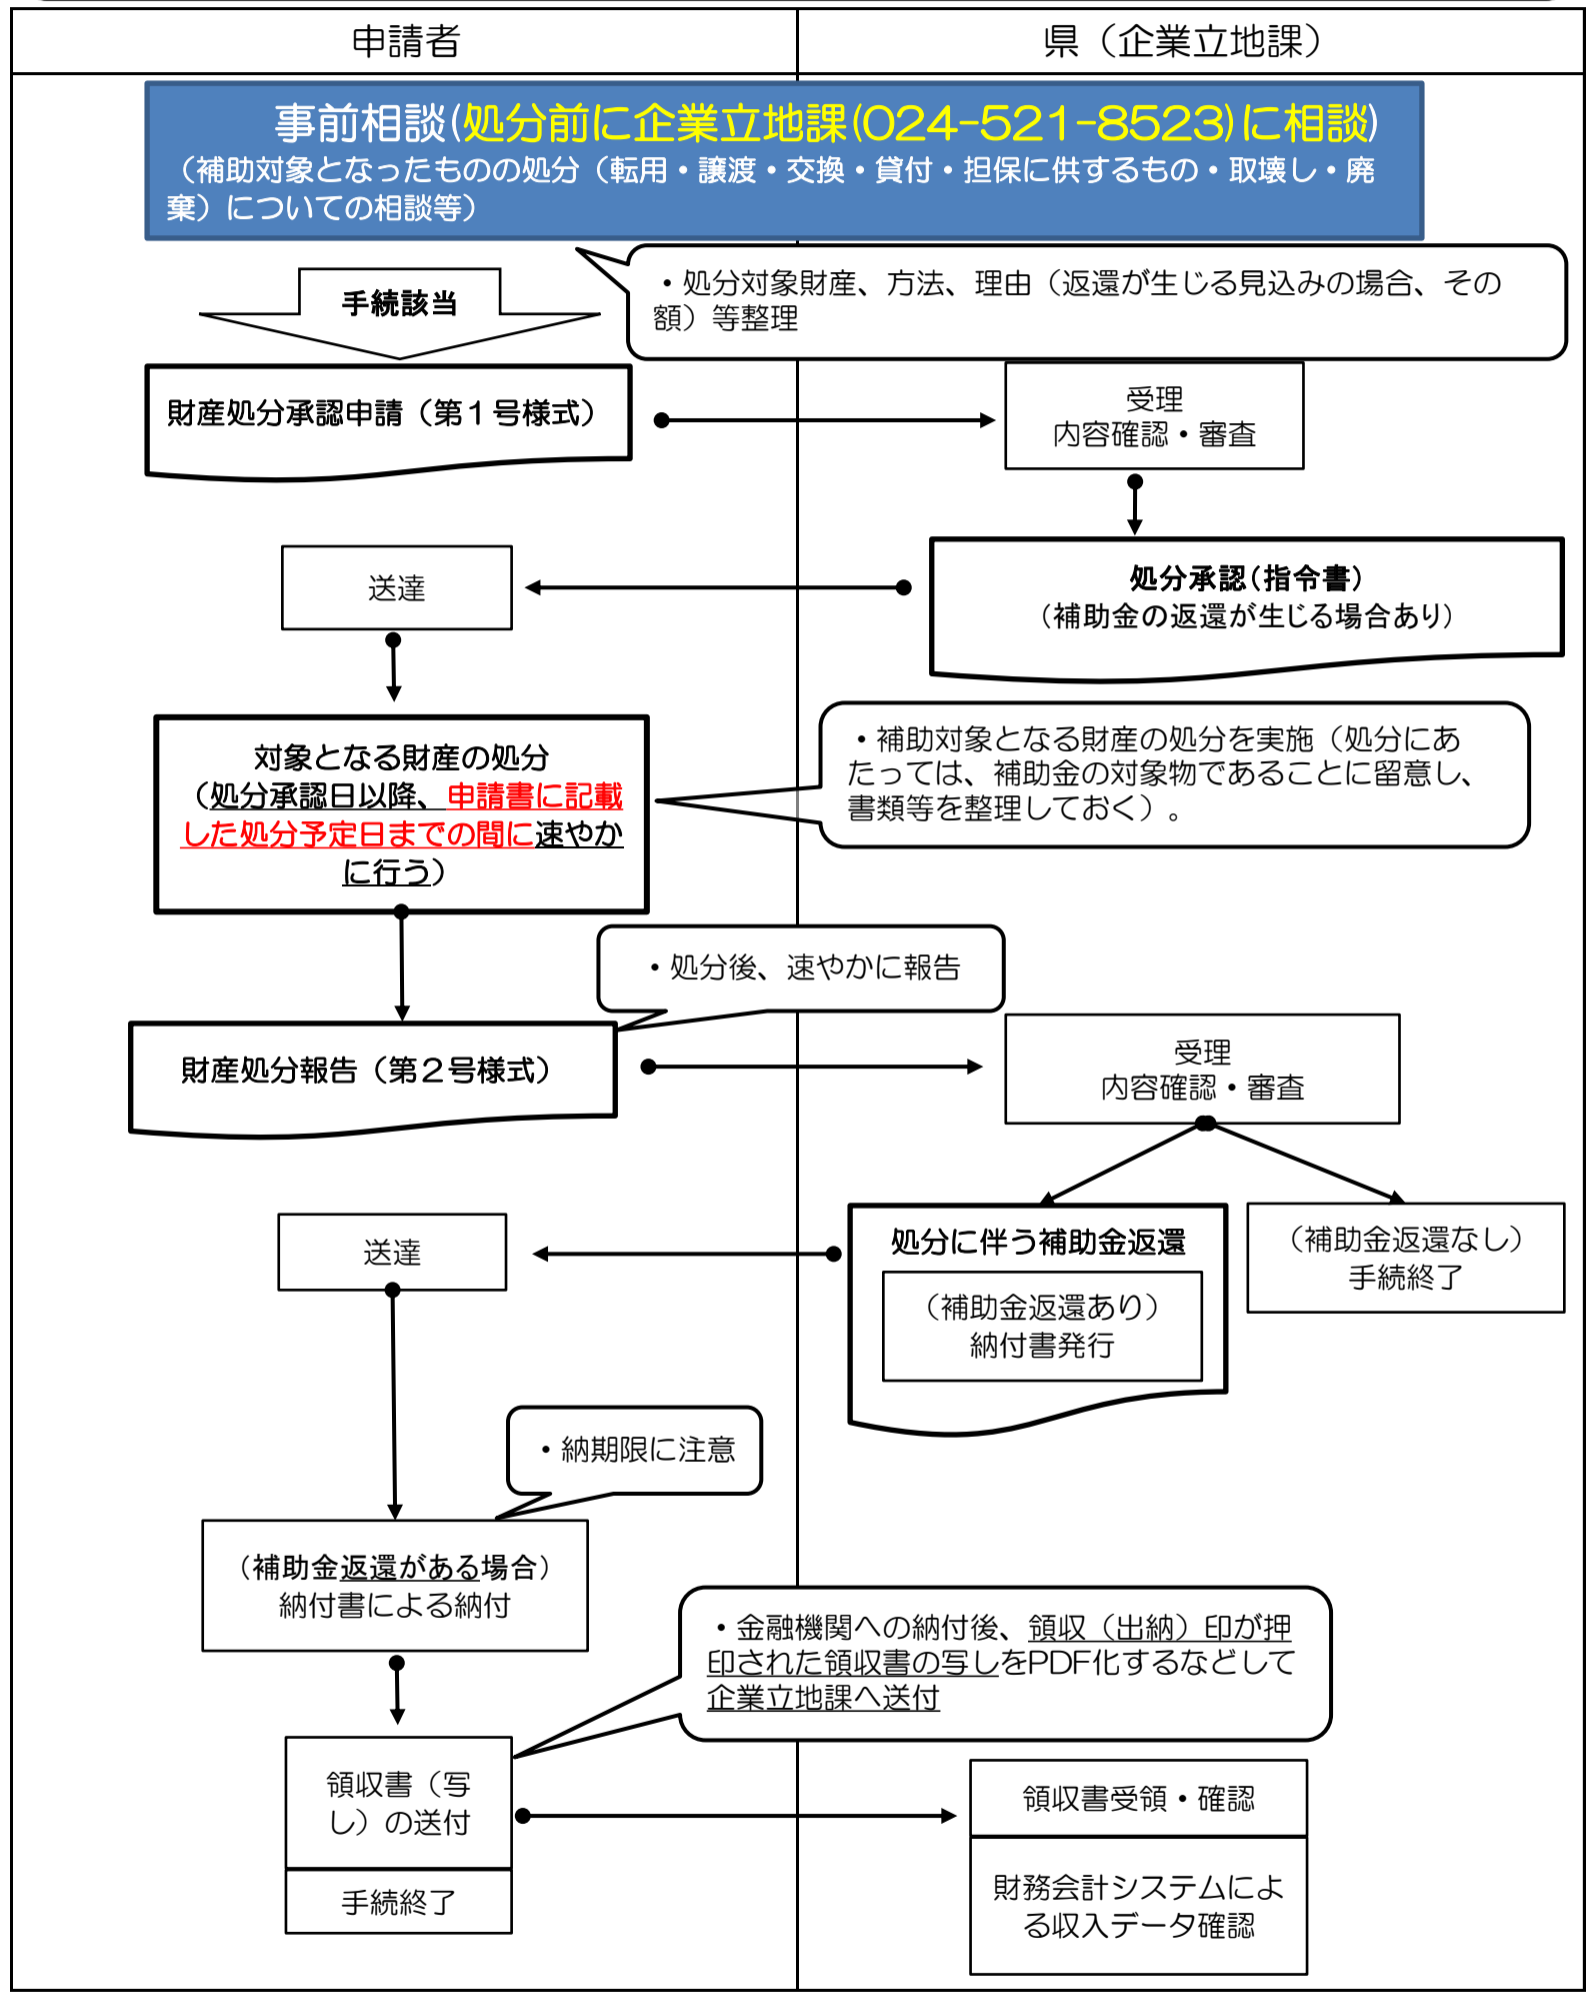 申請者
県（企業立地課）
事前相談(処分前に企業立地課(024-521-8523)に相談)
（補助対象となったものの処分（転用・譲渡・交換・貸付・担保に供するもの・取壊し・廃
棄）についての相談等）
・処分対象財産、方法、理由（返還が生じる見込みの場合、その
額）等整理
手続該当
財産処分承認申請（第１号様式）
受理
内容確認・審査
処分承認(指令書)
（補助金の返還が生じる場合あり）
送達
対象となる財産の処分
（処分承認日以降、申請書に記載
した処分予定日までの間に速やか
に行う）
・補助対象となる財産の処分を実施（処分にあ
たっては、補助金の対象物であることに留意し、
書類等を整理しておく）。
・処分後、速やかに報告
財産処分報告（第２号様式）
受理
内容確認・審査
処分に伴う補助金返還
（補助金返還あり）
納付書発行
（補助金返還なし）
手続終了
送達
・納期限に注意
（補助金返還がある場合）
納付書による納付
・金融機関への納付後、領収（出納）印が押
印された領収書の写しをPDF化するなどして
企業立地課へ送付
領収書（写
し）の送付
手続終了
領収書受領・確認
財務会計システムによ
る収入データ確認